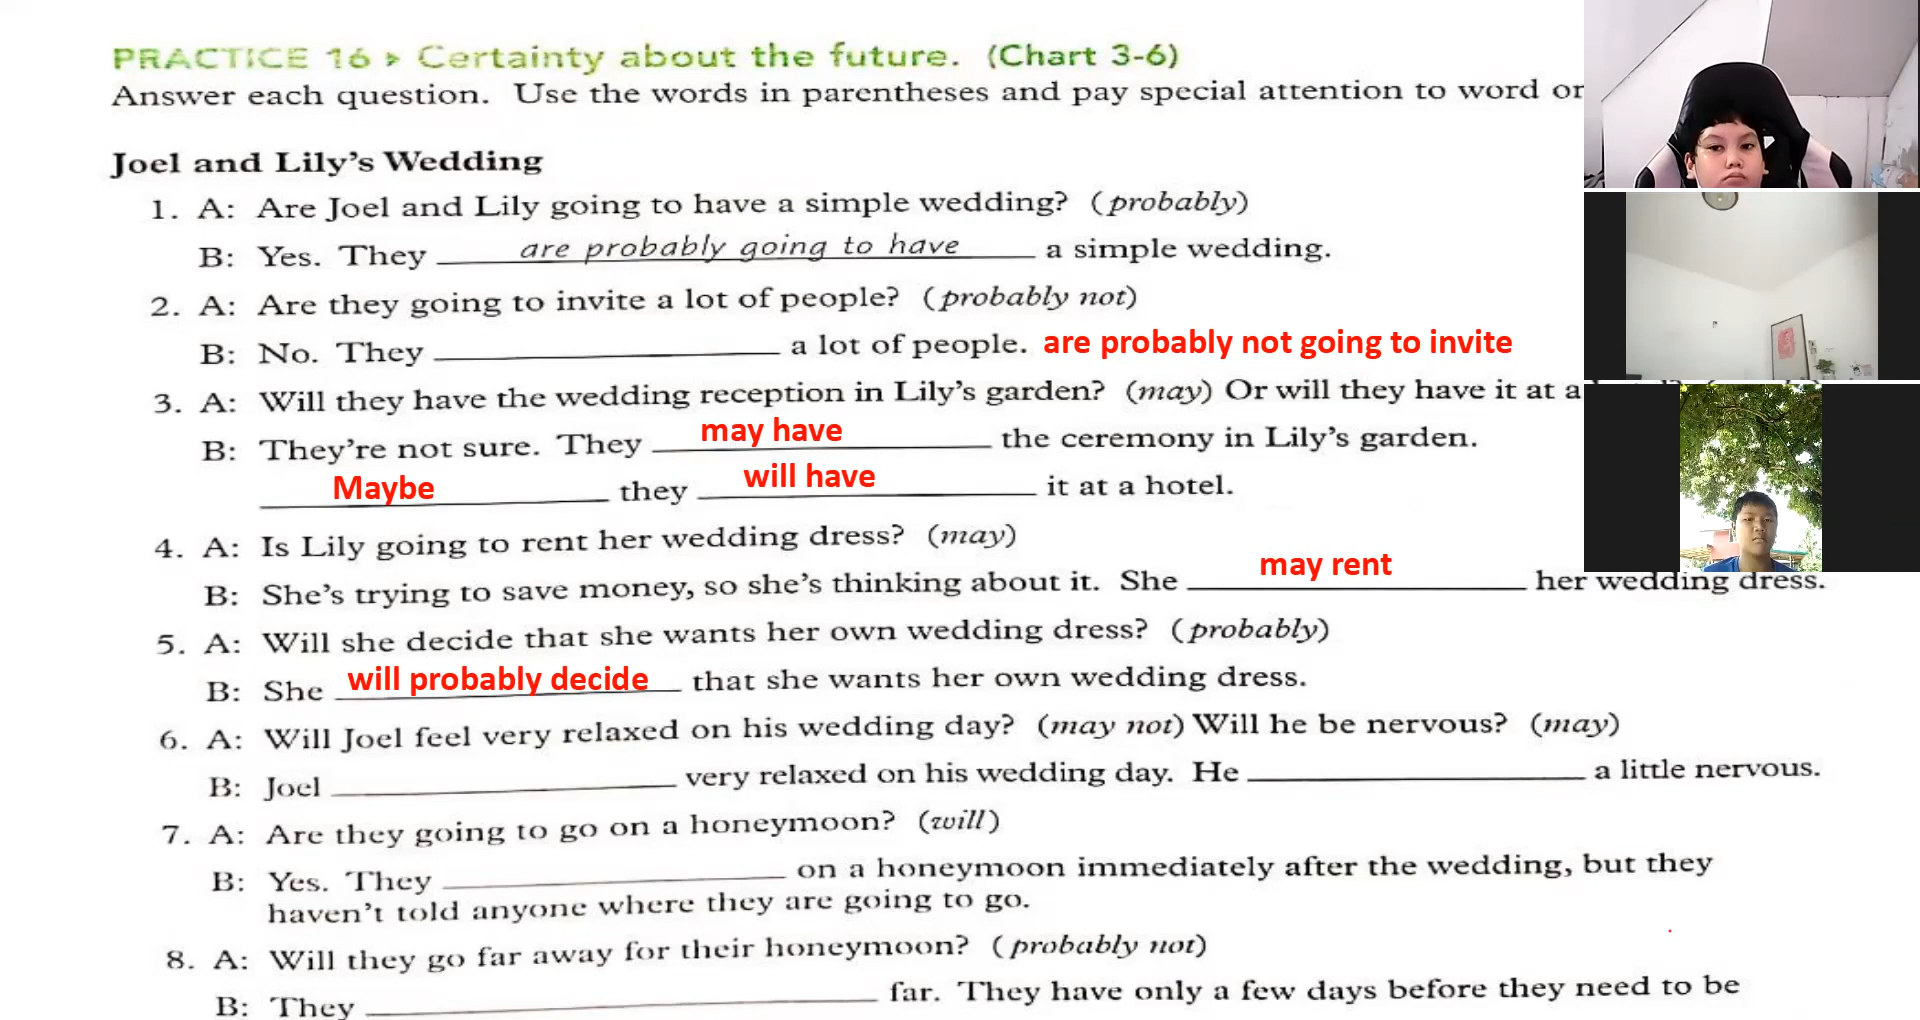 PRACTICE 16 ▸ Certainty about the future. (Chart 3-6)
Answer each question. Use the words in parentheses and pay special attention to word or
Joel and Lily's Wedding
1. A: Are Joel and Lily going to have a simple wedding? (probably)
B: Yes. They are probably going to have a simple wedding.
2. A: Are they going to invite a lot of people? (probably not)
B: No. They ____________ a lot of people. are probably not going to invite
3. A: Will they have the wedding reception in Lily's garden? (may) Or will they have it at a
B: They're not sure. They may have the ceremony in Lily's garden.
Maybe they will have it at a hotel.
4. A: Is Lily going to rent her wedding dress? (may)
B: She's trying to save money, so she's thinking about it. She may rent her wedding dress.
5. A: Will she decide that she wants her own wedding dress? (probably)
B: She will probably decide that she wants her own wedding dress.
6. A: Will Joel feel very relaxed on his wedding day? (may not) Will he be nervous? (may)
B: Joel ____________ very relaxed on his wedding day. He ____________ a little nervous.
7. A: Are they going to go on a honeymoon? (will)
B: Yes. They ____________ on a honeymoon immediately after the wedding, but they
haven't told anyone where they are going to go.
8. A: Will they go far away for their honeymoon? (probably not)
B: They ____________ far. They have only a few days before they need to be